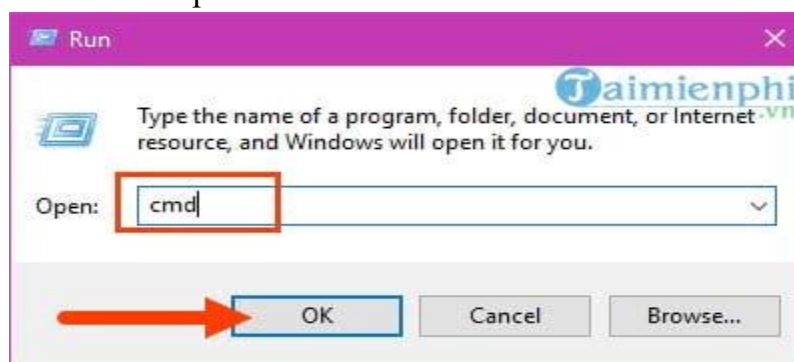 Run
Taimienphi
.vn
Type the name of a program, folder, document, or Internet
resource, and Windows will open it for you.
Open:
cmd
OK
Cancel
Browse...